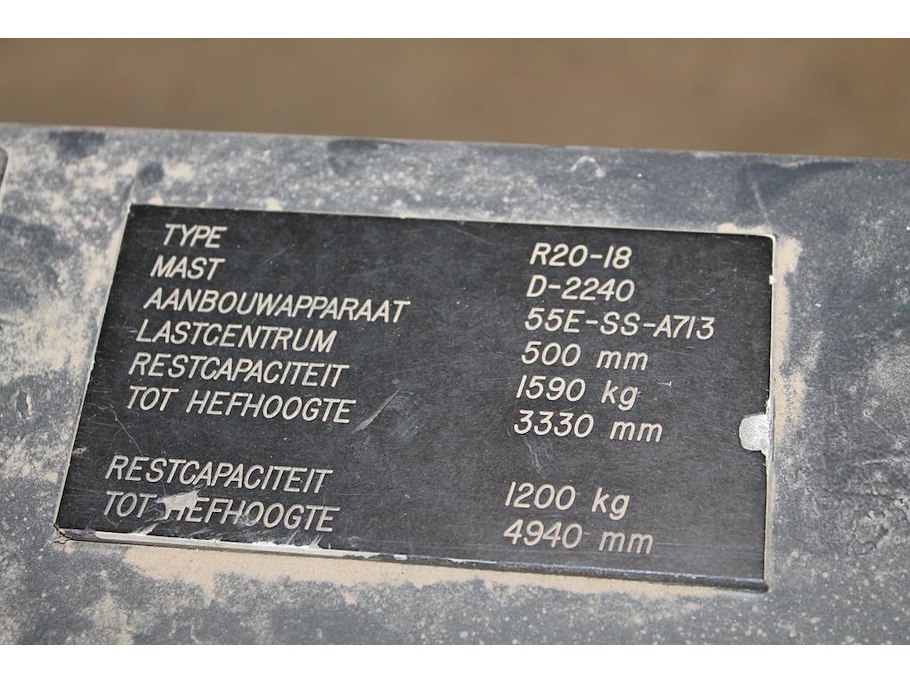 TYPE R20-18
MAST D-2240
AANBOUWAPPARAAT 55E-SS-A713
LASTCENTRUM 500 mm
RESTCAPACITEIT 1590 kg
TOT HEFHOOGTE 3330 mm
RESTCAPACITEIT 1200 kg
TOT HEFHOOGTE 4940 mm